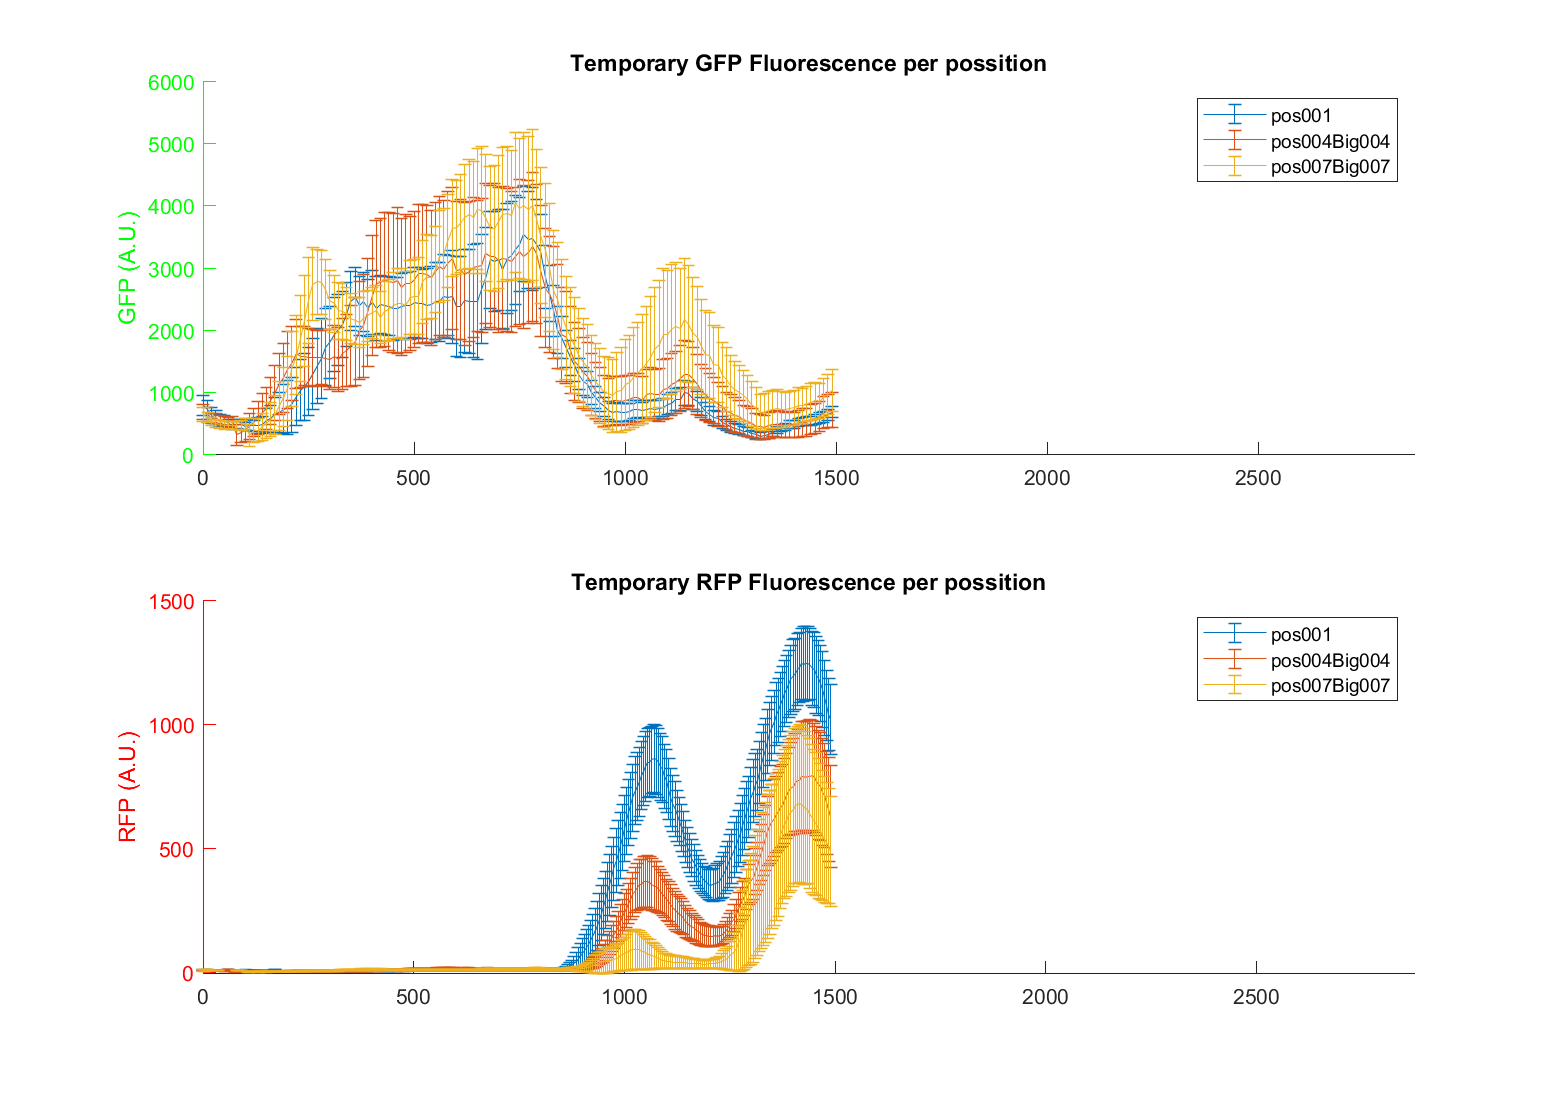 Temporary GFP Fluorescence per possition
6000
5000
4000
3000
2000
1000
0
GFP (A.U.)
0 500 1000 1500 2000 2500
pos001
pos004Big004
pos007Big007
Temporary RFP Fluorescence per possition
1500
1000
500
0
RFP (A.U.)
0 500 1000 1500 2000 2500
pos001
pos004Big004
pos007Big007